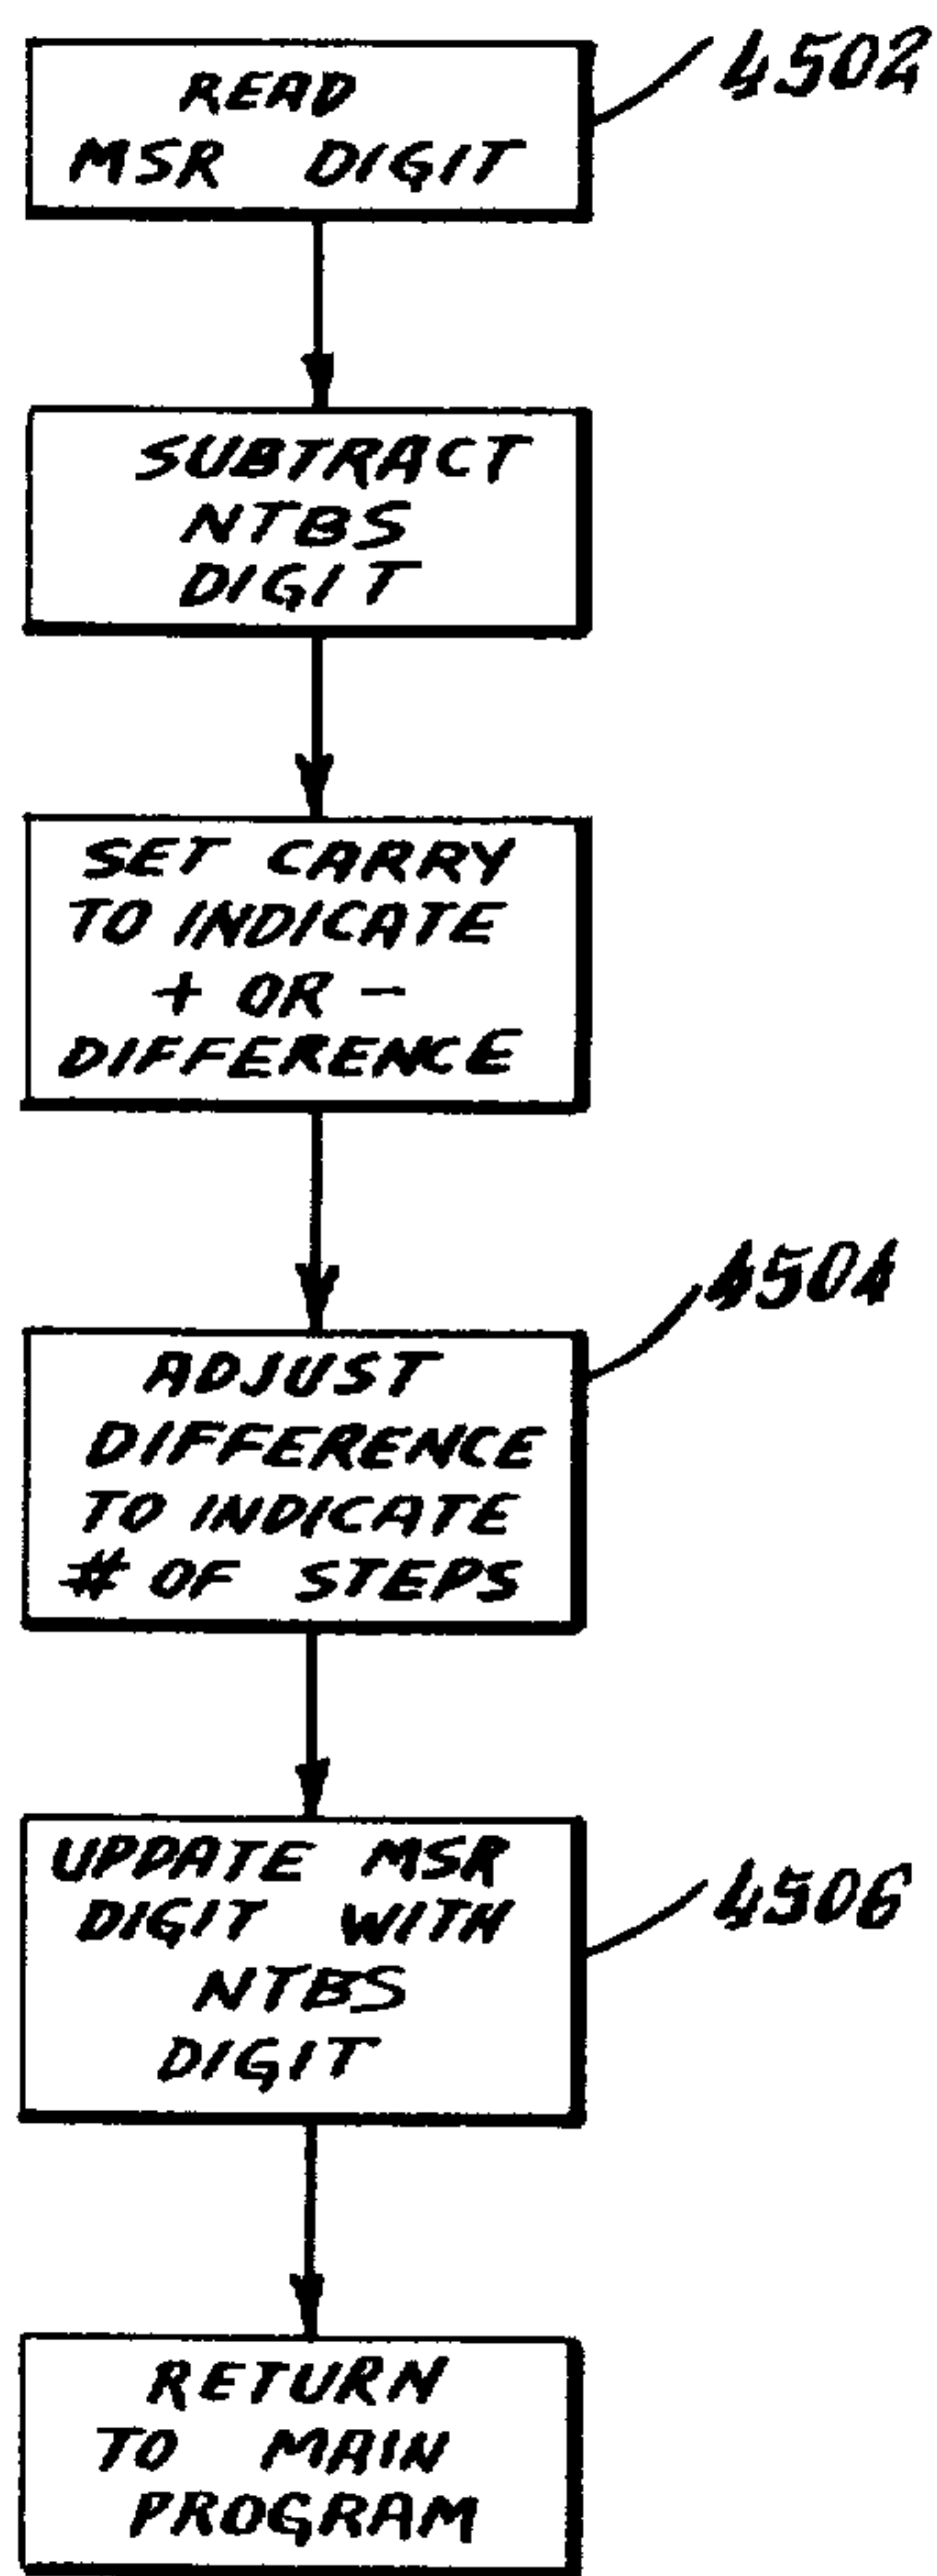 READ
MSR DIGIT
4502
SUBTRACT
NTBS
DIGIT
SET CARRY
TO INDICATE
+ OR -
DIFFERENCE
4504
ADJUST
DIFFERENCE
TO INDICATE
# OF STEPS
UPDATE MSR
DIGIT WITH
NTBS
DIGIT
4506
RETURN
TO MAIN
PROGRAM